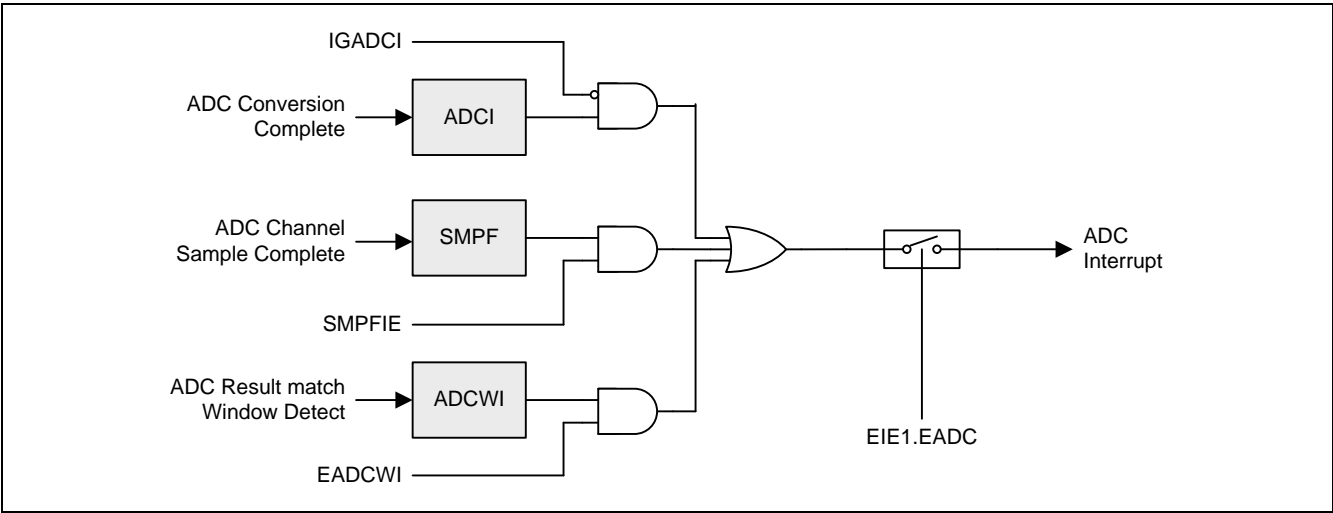 IGADCI
ADC Conversion
Complete
ADCI
ADC Channel
Sample Complete
SMPF
SMPFIE
ADC Result match
Window Detect
ADCWI
EADCWI
ADC
Interrupt
EIE1.EADC